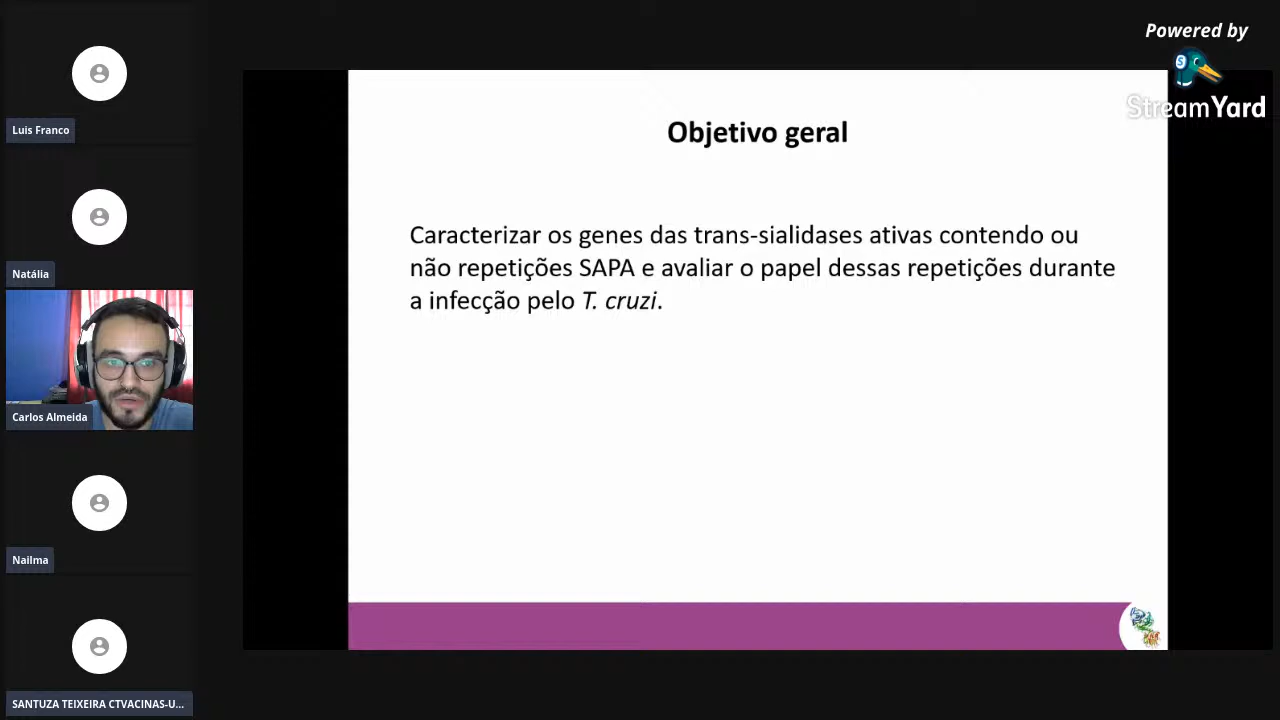 Powered by
StreamYard
Luis Franco
Natália
Carlos Almeida
Nailma
SANTUZA TEIXEIRA CTVACINAS-U...
Objetivo geral
Caracterizar os genes das trans-sialidases ativas contendo ou
não repetições SAPA e avaliar o papel dessas repetições durante
a infecção pelo T. cruzi.